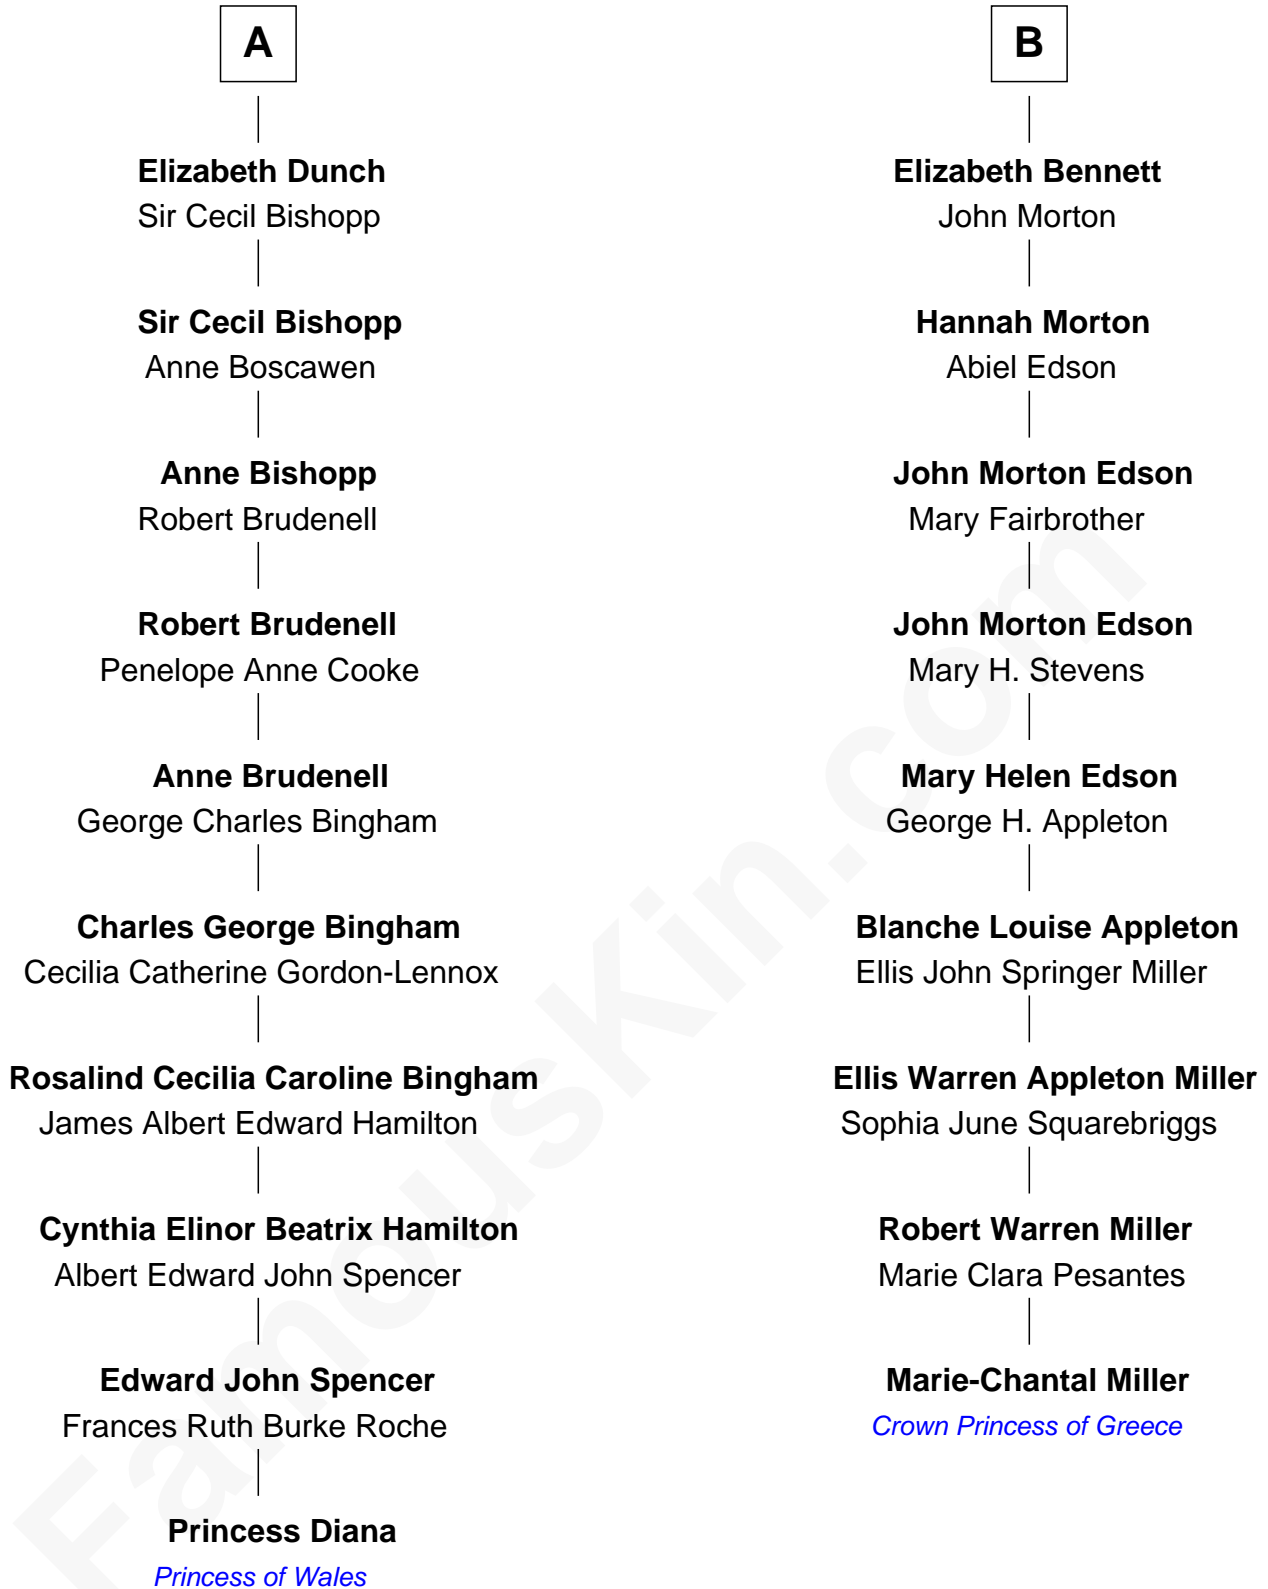 A
Elizabeth Dunch
Sir Cecil Bishopp
Sir Cecil Bishopp
Anne Boscawen
Anne Bishopp
Robert Brudenell
Robert Brudenell
Penelope Anne Cooke
Anne Brudenell
George Charles Bingham
Charles George Bingham
Cecilia Catherine Gordon-Lennox
Rosalind Cecilia Caroline Bingham
James Albert Edward Hamilton
Cynthia Elinor Beatrix Hamilton
Albert Edward John Spencer
Edward John Spencer
Frances Ruth Burke Roche
Princess Diana
Princess of Wales
B
Elizabeth Bennett
John Morton
Hannah Morton
Abiel Edson
John Morton Edson
Mary Fairbrother
John Morton Edson
Mary H. Stevens
Mary Helen Edson
George H. Appleton
Blanche Louise Appleton
Ellis John Springer Miller
Ellis Warren Appleton Miller
Sophia June Squarebriggs
Robert Warren Miller
Marie Clara Pesantes
Marie-Chantal Miller
Crown Princess of Greece
FamousKin.com